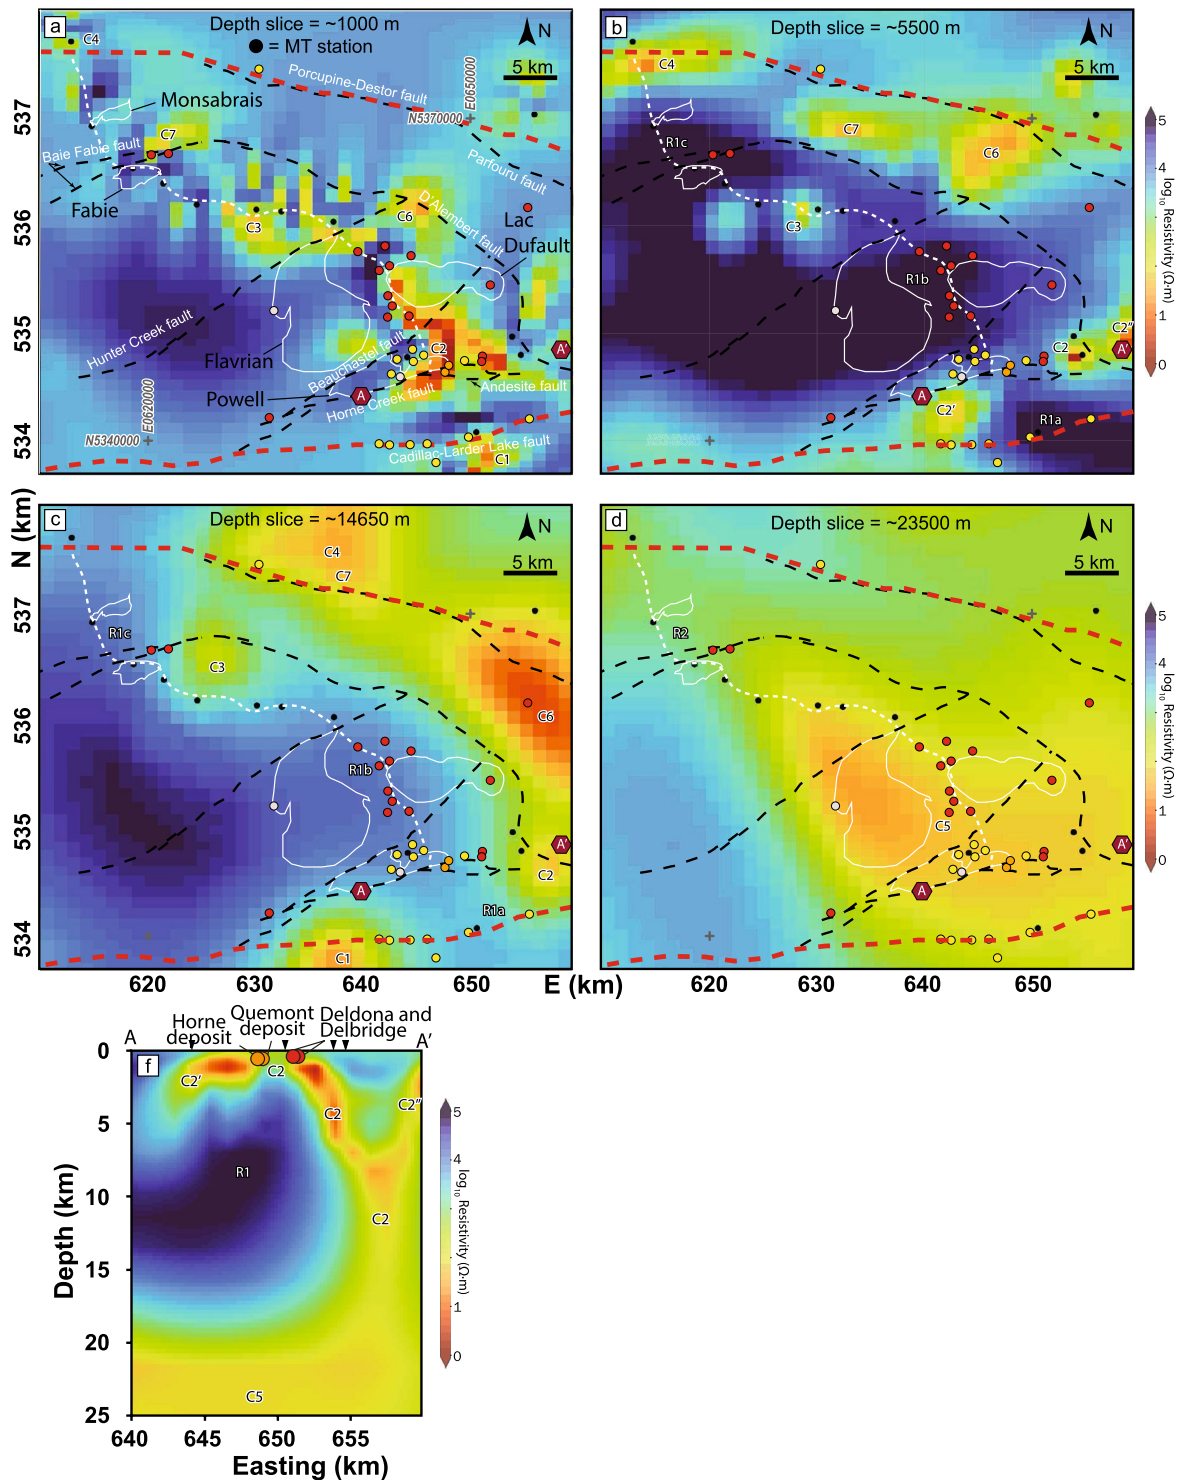 a
Depth slice = ~1000 m
= MT station
N
5 km
C4
Porcupine-Destor fault
E0650000
N5370000
Monsabrais
C7
Baie Fabie fault
Parfouru fault
Fabie
C3
C6
D'Alembert fault
Lac
Dufault
Hunter Creek fault
Flavrian
Beauchastel fault
C2
A'
Powell
A
Andesite fault
Horne Creek fault
E0620000
N5340000
Cadillac-Larder Lake fault
C1
537
536
535
534
b
Depth slice = ~5500 m
N
5 km
C4
C7
R1c
C6
C3
R1b
C2"
C2
A'
A
C2'
R1a
5
4
1
0
log10 Resistivity (Ω·m)
N (km)
c
Depth slice = ~14650 m
N
5 km
C4
C7
R1c
C3
C6
R1b
A'
C2
A
R1a
C1
537
536
535
534
620
630
640
650
E (km)
d
Depth slice = ~23500 m
N
5 km
R2
C5
A'
A
620
630
640
650
5
4
1
0
log10 Resistivity (Ω·m)
Horne
deposit
Quemont
deposit
Deldona and
Delbridge
A
A'
f
C2'
C2
C2
C2"
R1
C2
C5
0
5
10
15
20
25
Depth (km)
640
645
650
655
Easting (km)
5
4
1
0
log10 Resistivity (Ω·m)